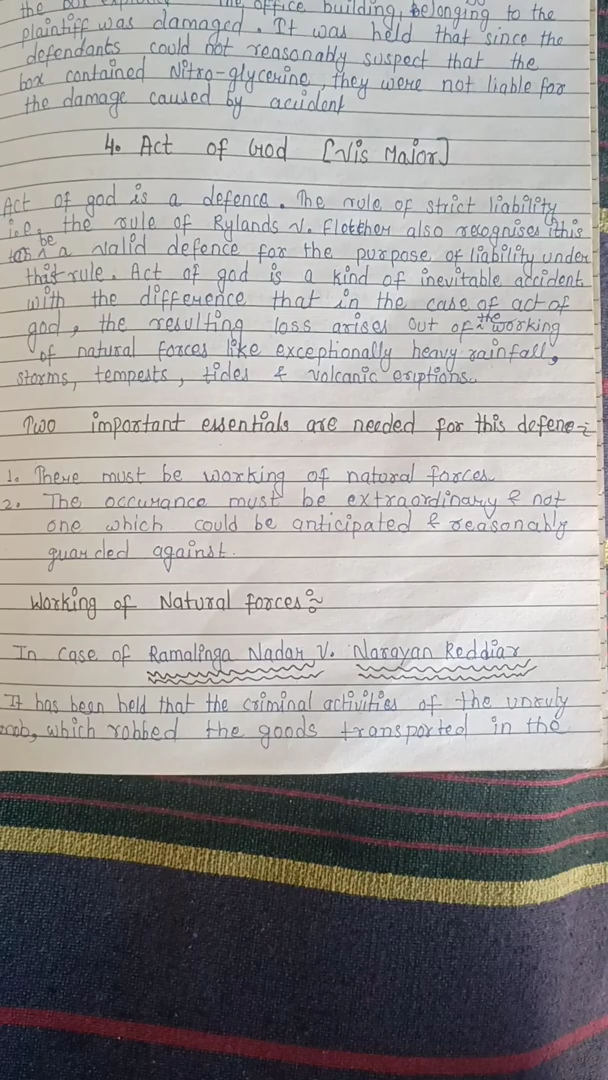 the box explo the office building, belonging to the
plaintiff was damaged. It was held that since the
defendants could not reasonably suspect that the
box contained Nitro-glycerine, they were not liable for
the damage caused by acident
4. Act of God [Vis Major]
Act of god is a defence. The rule of strict liability
i.e, the rule of Rylands v. Fletcher also recognises this
to be a valid defence for the purpose of liability under
this rule. Act of god is a kind of inevitable accident
with the difference that in the case of act of
god, the resulting loss arises out of the working
of natural forces like exceptionally heavy rainfall,
storms, tempests, tides & volcanic eruptions.
Two important essentials are needed for this defene :-
1. There must be working of natural forces
2. The occurance must be extraordinary & not
one which could be anticipated & reasonably
guarded against.
Working of Natural forces :~
In case of Ramalinga Nadar V. Narayan Reddiar
It has been held that the criminal activities of the unruly
mob, which robbed the goods transported in the